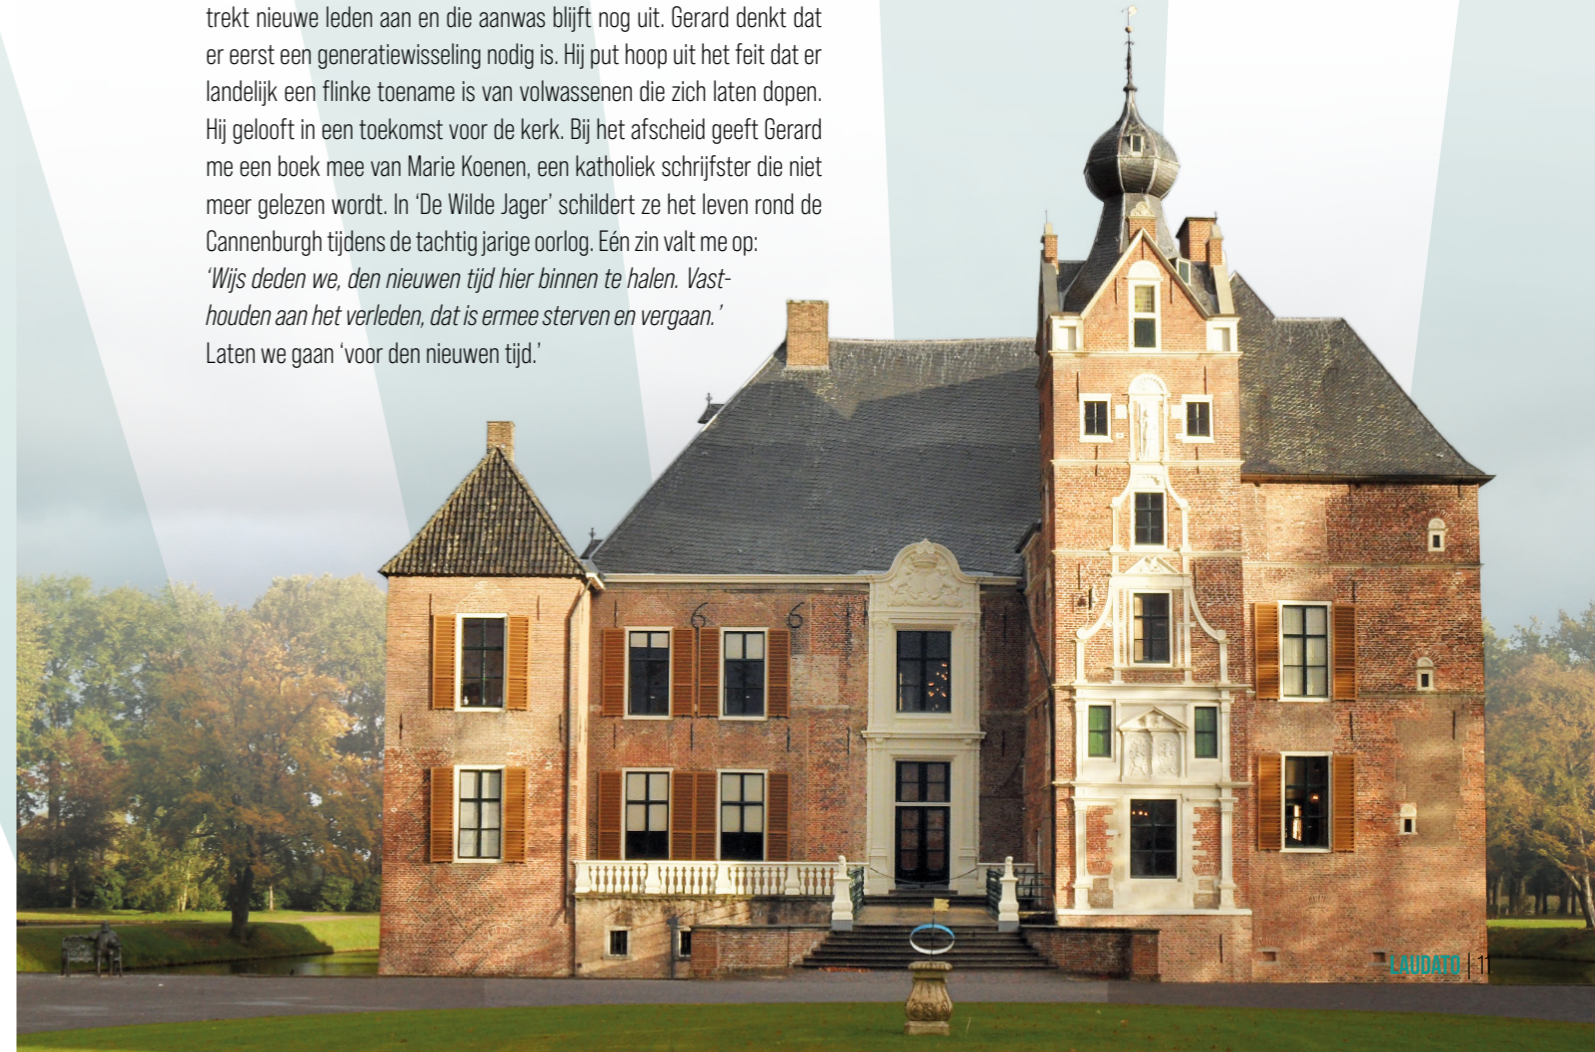 trekt nieuwe leden aan en die aanwas blijft nog uit. Gerard denkt dat
er eerst een generatiewisseling nodig is. Hij put hoop uit het feit dat er
landelijk een flinke toename is van volwassenen die zich laten dopen.
Hij gelooft in een toekomst voor de kerk. Bij het afscheid geeft Gerard
me een boek mee van Marie Koenen, een katholiek schrijfster die niet
meer gelezen wordt. In ‘De Wilde Jager’ schildert ze het leven rond de
Cannenburgh tijdens de tachtig jarige oorlog. Eén zin valt me op:
‘Wijs deden we, den nieuwen tijd hier binnen te halen. Vast-
houden aan het verleden, dat is ermee sterven en vergaan.’
Laten we gaan ‘voor den nieuwen tijd.’
6 6
LAUDATO | 11